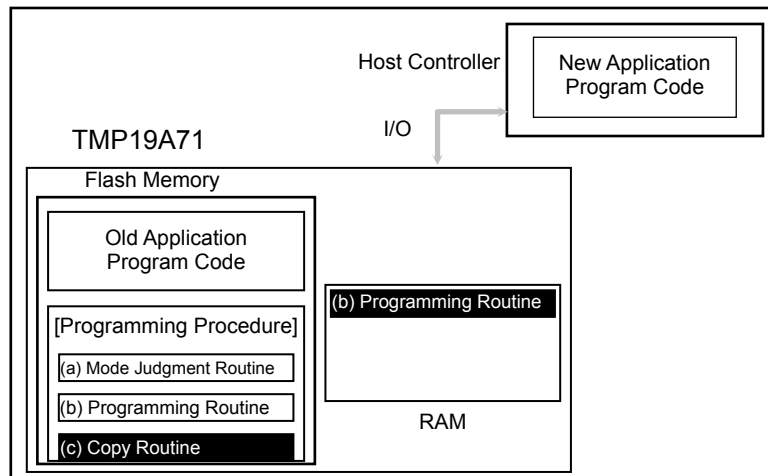 Host Controller
New Application
Program Code
I/O
TMP19A71
Flash Memory
Old Application
Program Code
[Programming Procedure]
(a) Mode Judgment Routine
(b) Programming Routine
(c) Copy Routine
(b) Programming Routine
RAM